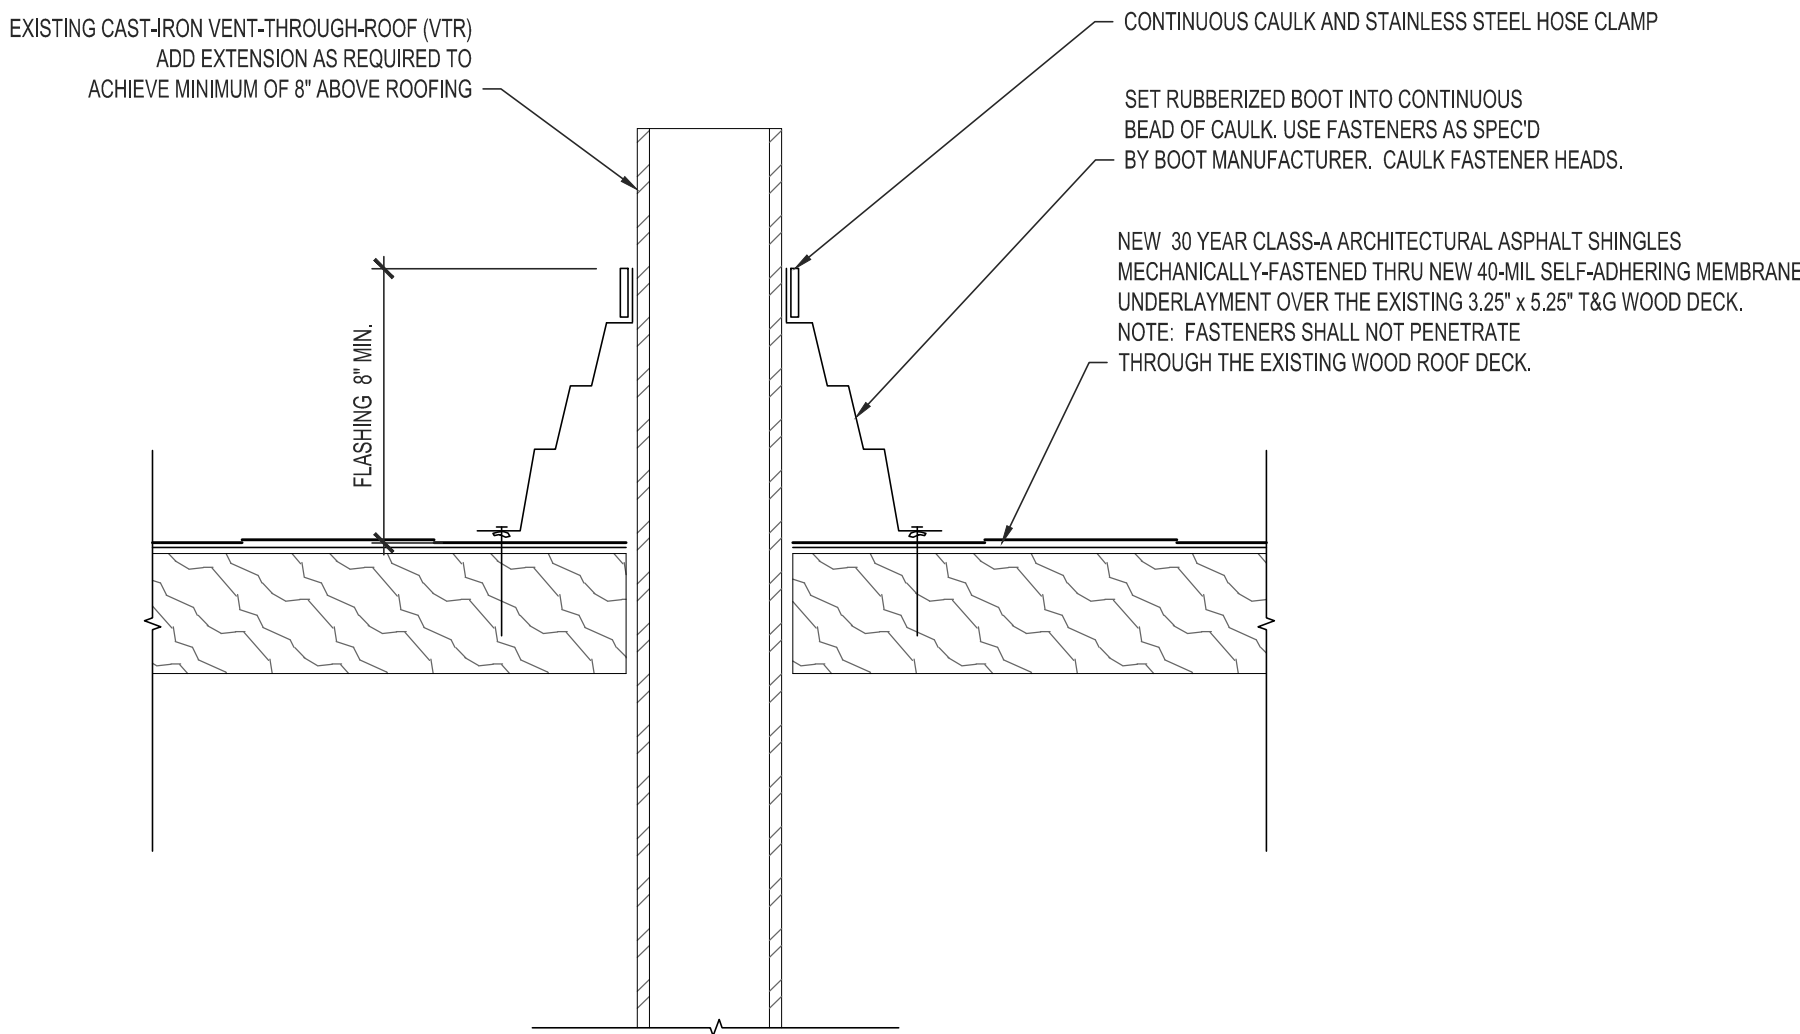 EXISTING CAST-IRON VENT-THROUGH-ROOF (VTR)
ADD EXTENSION AS REQUIRED TO
ACHIEVE MINIMUM OF 8" ABOVE ROOFING
CONTINUOUS CAULK AND STAINLESS STEEL HOSE CLAMP
SET RUBBERIZED BOOT INTO CONTINUOUS
BEAD OF CAULK. USE FASTENERS AS SPEC'D
BY BOOT MANUFACTURER. CAULK FASTENER HEADS.
NEW 30 YEAR CLASS-A ARCHITECTURAL ASPHALT SHINGLES
MECHANICALLY-FASTENED THRU NEW 40-MIL SELF-ADHERING MEMBRANE
UNDERLAYMENT OVER THE EXISTING 3.25" x 5.25" T&G WOOD DECK.
NOTE: FASTENERS SHALL NOT PENETRATE
THROUGH THE EXISTING WOOD ROOF DECK.
FLASHING 8" MIN.